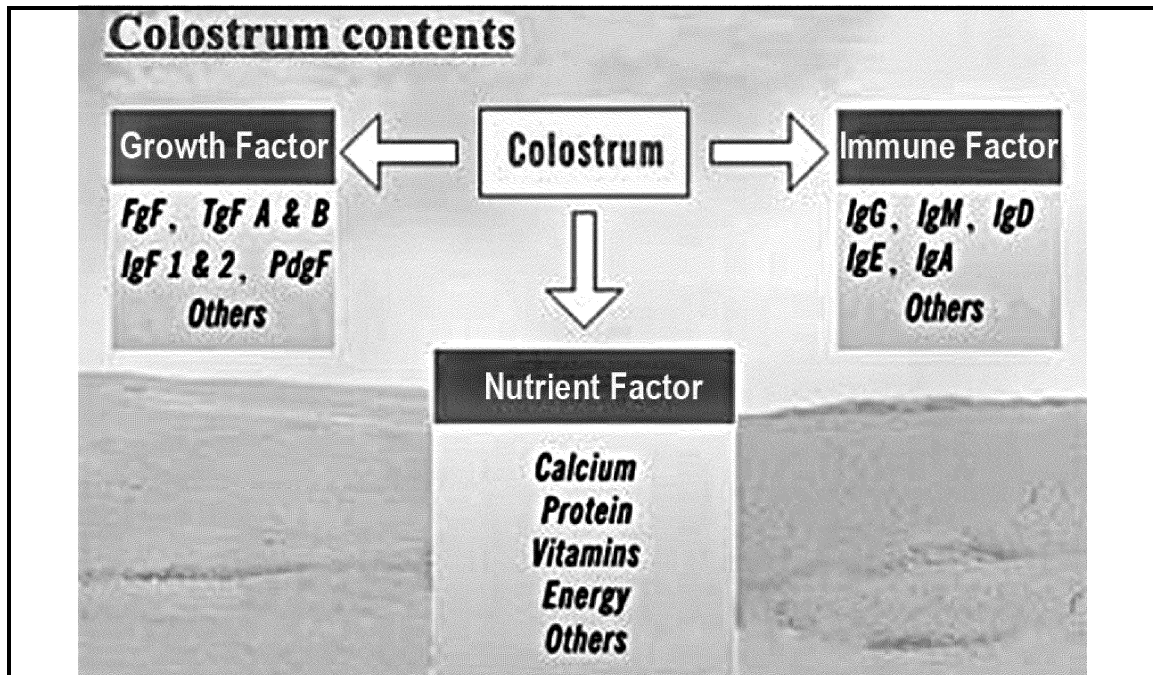 Colostrum contents
Growth Factor
FgF, TgF A & B
IgF 1 & 2, PdgF
Others
Colostrum
Immune Factor
IgG, IgM, IgD
IgE, IgA
Others
Nutrient Factor
Calcium
Protein
Vitamins
Energy
Others